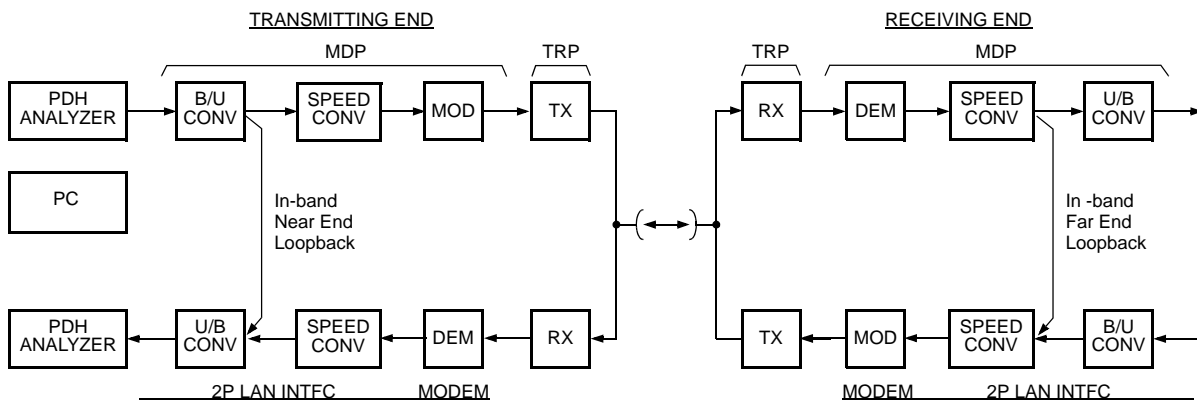 TRANSMITTING END
RECEIVING END
MDP
TRP
TRP
MDP
PDH
ANALYZER
B/U
CONV
SPEED
CONV
MOD
TX
RX
DEM
SPEED
CONV
U/B
CONV
PC
In-band
Near End
Loopback
In -band
Far End
Loopback
PDH
ANALYZER
U/B
CONV
SPEED
CONV
DEM
RX
TX
MOD
SPEED
CONV
B/U
CONV
2P LAN INTFC
MODEM
MODEM
2P LAN INTFC